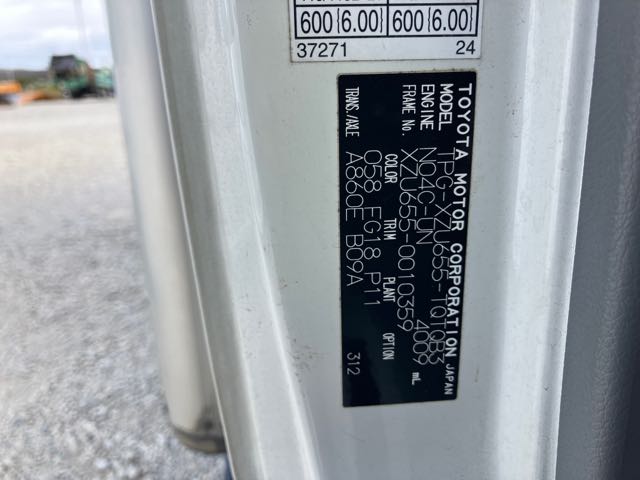 600{6.00} 600{6.00}
37271 24
TOYOTA MOTOR CORPORATION JAPAN
MODEL TPG-XZU655-TQTQB3
ENGINE N04C-UN 4009 mL
FRAME No. XZU655-0010359
COLOR TRIM PLANT OPTION
058 FG18 P11 312
TRANS./AXLE A860E B09A